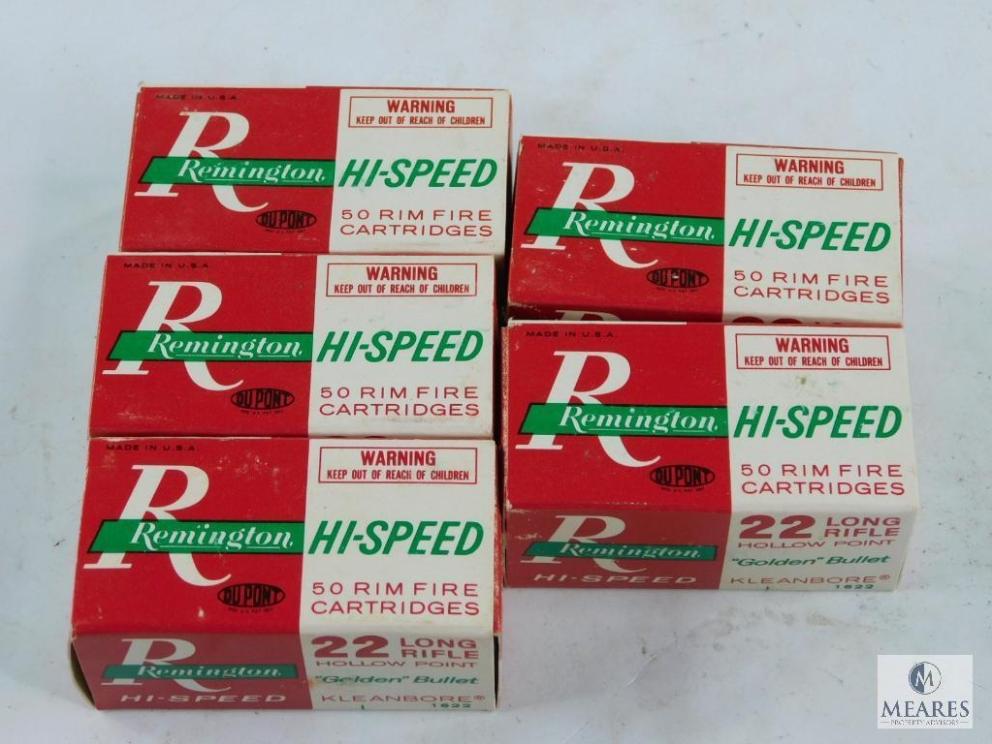 MADE IN U.S.A.
WARNING
KEEP OUT OF REACH OF CHILDREN
R
Remington
HI-SPEED
DU PONT
50 RIM FIRE
CARTRIDGES
MADE IN U.S.A.
WARNING
KEEP OUT OF REACH OF CHILDREN
R
Remington
HI-SPEED
DU PONT
50 RIM FIRE
CARTRIDGES
MADE IN U.S.A.
WARNING
KEEP OUT OF REACH OF CHILDREN
R
Remington
HI-SPEED
DU PONT
50 RIM FIRE
CARTRIDGES
MADE IN U.S.A.
WARNING
KEEP OUT OF REACH OF CHILDREN
R
Remington
HI-SPEED
DU PONT
50 RIM FIRE
CARTRIDGES
22 LONG RIFLE
HOLLOW POINT
R
Remington
"Golden" Bullet
HI-SPEED
KLEANBORE®
1622
MADE IN U.S.A.
WARNING
KEEP OUT OF REACH OF CHILDREN
R
Remington
HI-SPEED
DU PONT
50 RIM FIRE
CARTRIDGES
22 LONG RIFLE
HOLLOW POINT
R
Remington
"Golden" Bullet
HI-SPEED
KLEANBORE®
1622
M
MEARES
PROPERTY ADVISORS